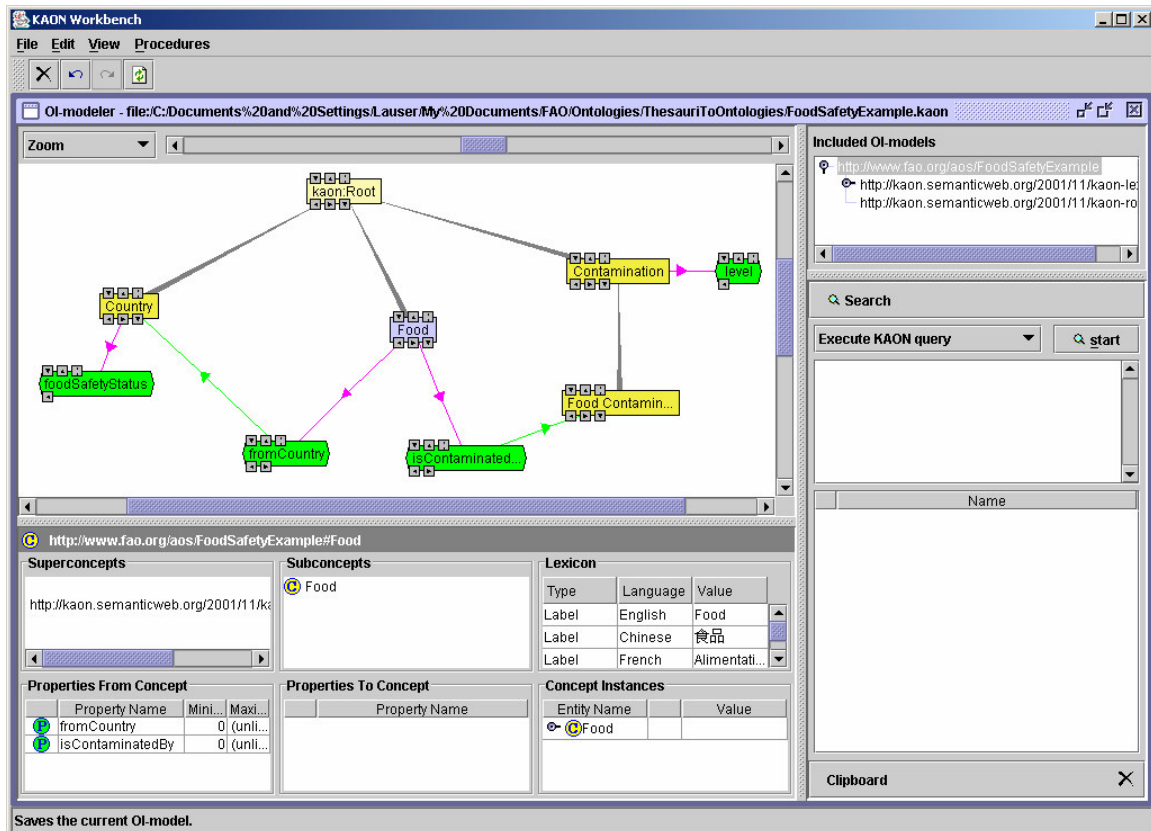 KAON Workbench
File Edit View Procedures
OI-modeler - file:/C:/Documents%20and%20Settings/Lauser/My%20Documents/FAO/Ontologies/ThesauriToOntologies/FoodSafetyExample.kaon
Zoom
kaon:Root
Contamination
level
Country
Food
foodSafetyStatus
Food Contamin...
fromCountry
isContaminated...
Included OI-models
http://www.fao.org/aos/FoodSafetyExample
http://kaon.semanticweb.org/2001/11/kaon-le
http://kaon.semanticweb.org/2001/11/kaon-ro
Search
Execute KAON query
start
Name
Clipboard
C http://www.fao.org/aos/FoodSafetyExample#Food
Superconcepts
http://kaon.semanticweb.org/2001/11/ka
Subconcepts
C Food
Lexicon
Type Language Value
Label English Food
Label Chinese 食品
Label French Alimentati...
Properties From Concept
Property Name Mini... Maxi...
P fromCountry 0 (unli...
P isContaminatedBy 0 (unli...
Properties To Concept
Property Name
Concept Instances
Entity Name Value
C Food
Saves the current OI-model.